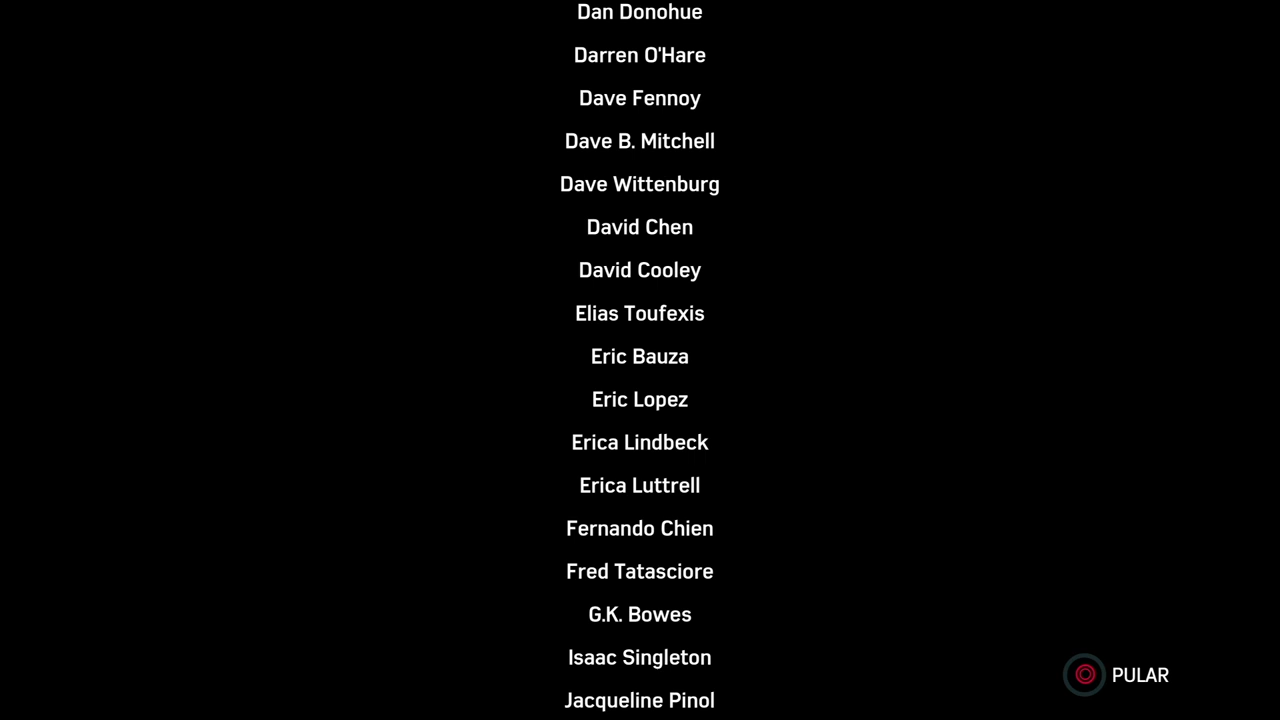 Dan Donohue
Darren O'Hare
Dave Fennoy
Dave B. Mitchell
Dave Wittenburg
David Chen
David Cooley
Elias Toufexis
Eric Bauza
Eric Lopez
Erica Lindbeck
Erica Luttrell
Fernando Chien
Fred Tatasciore
G.K. Bowes
Isaac Singleton
Jacqueline Pinol
PULAR